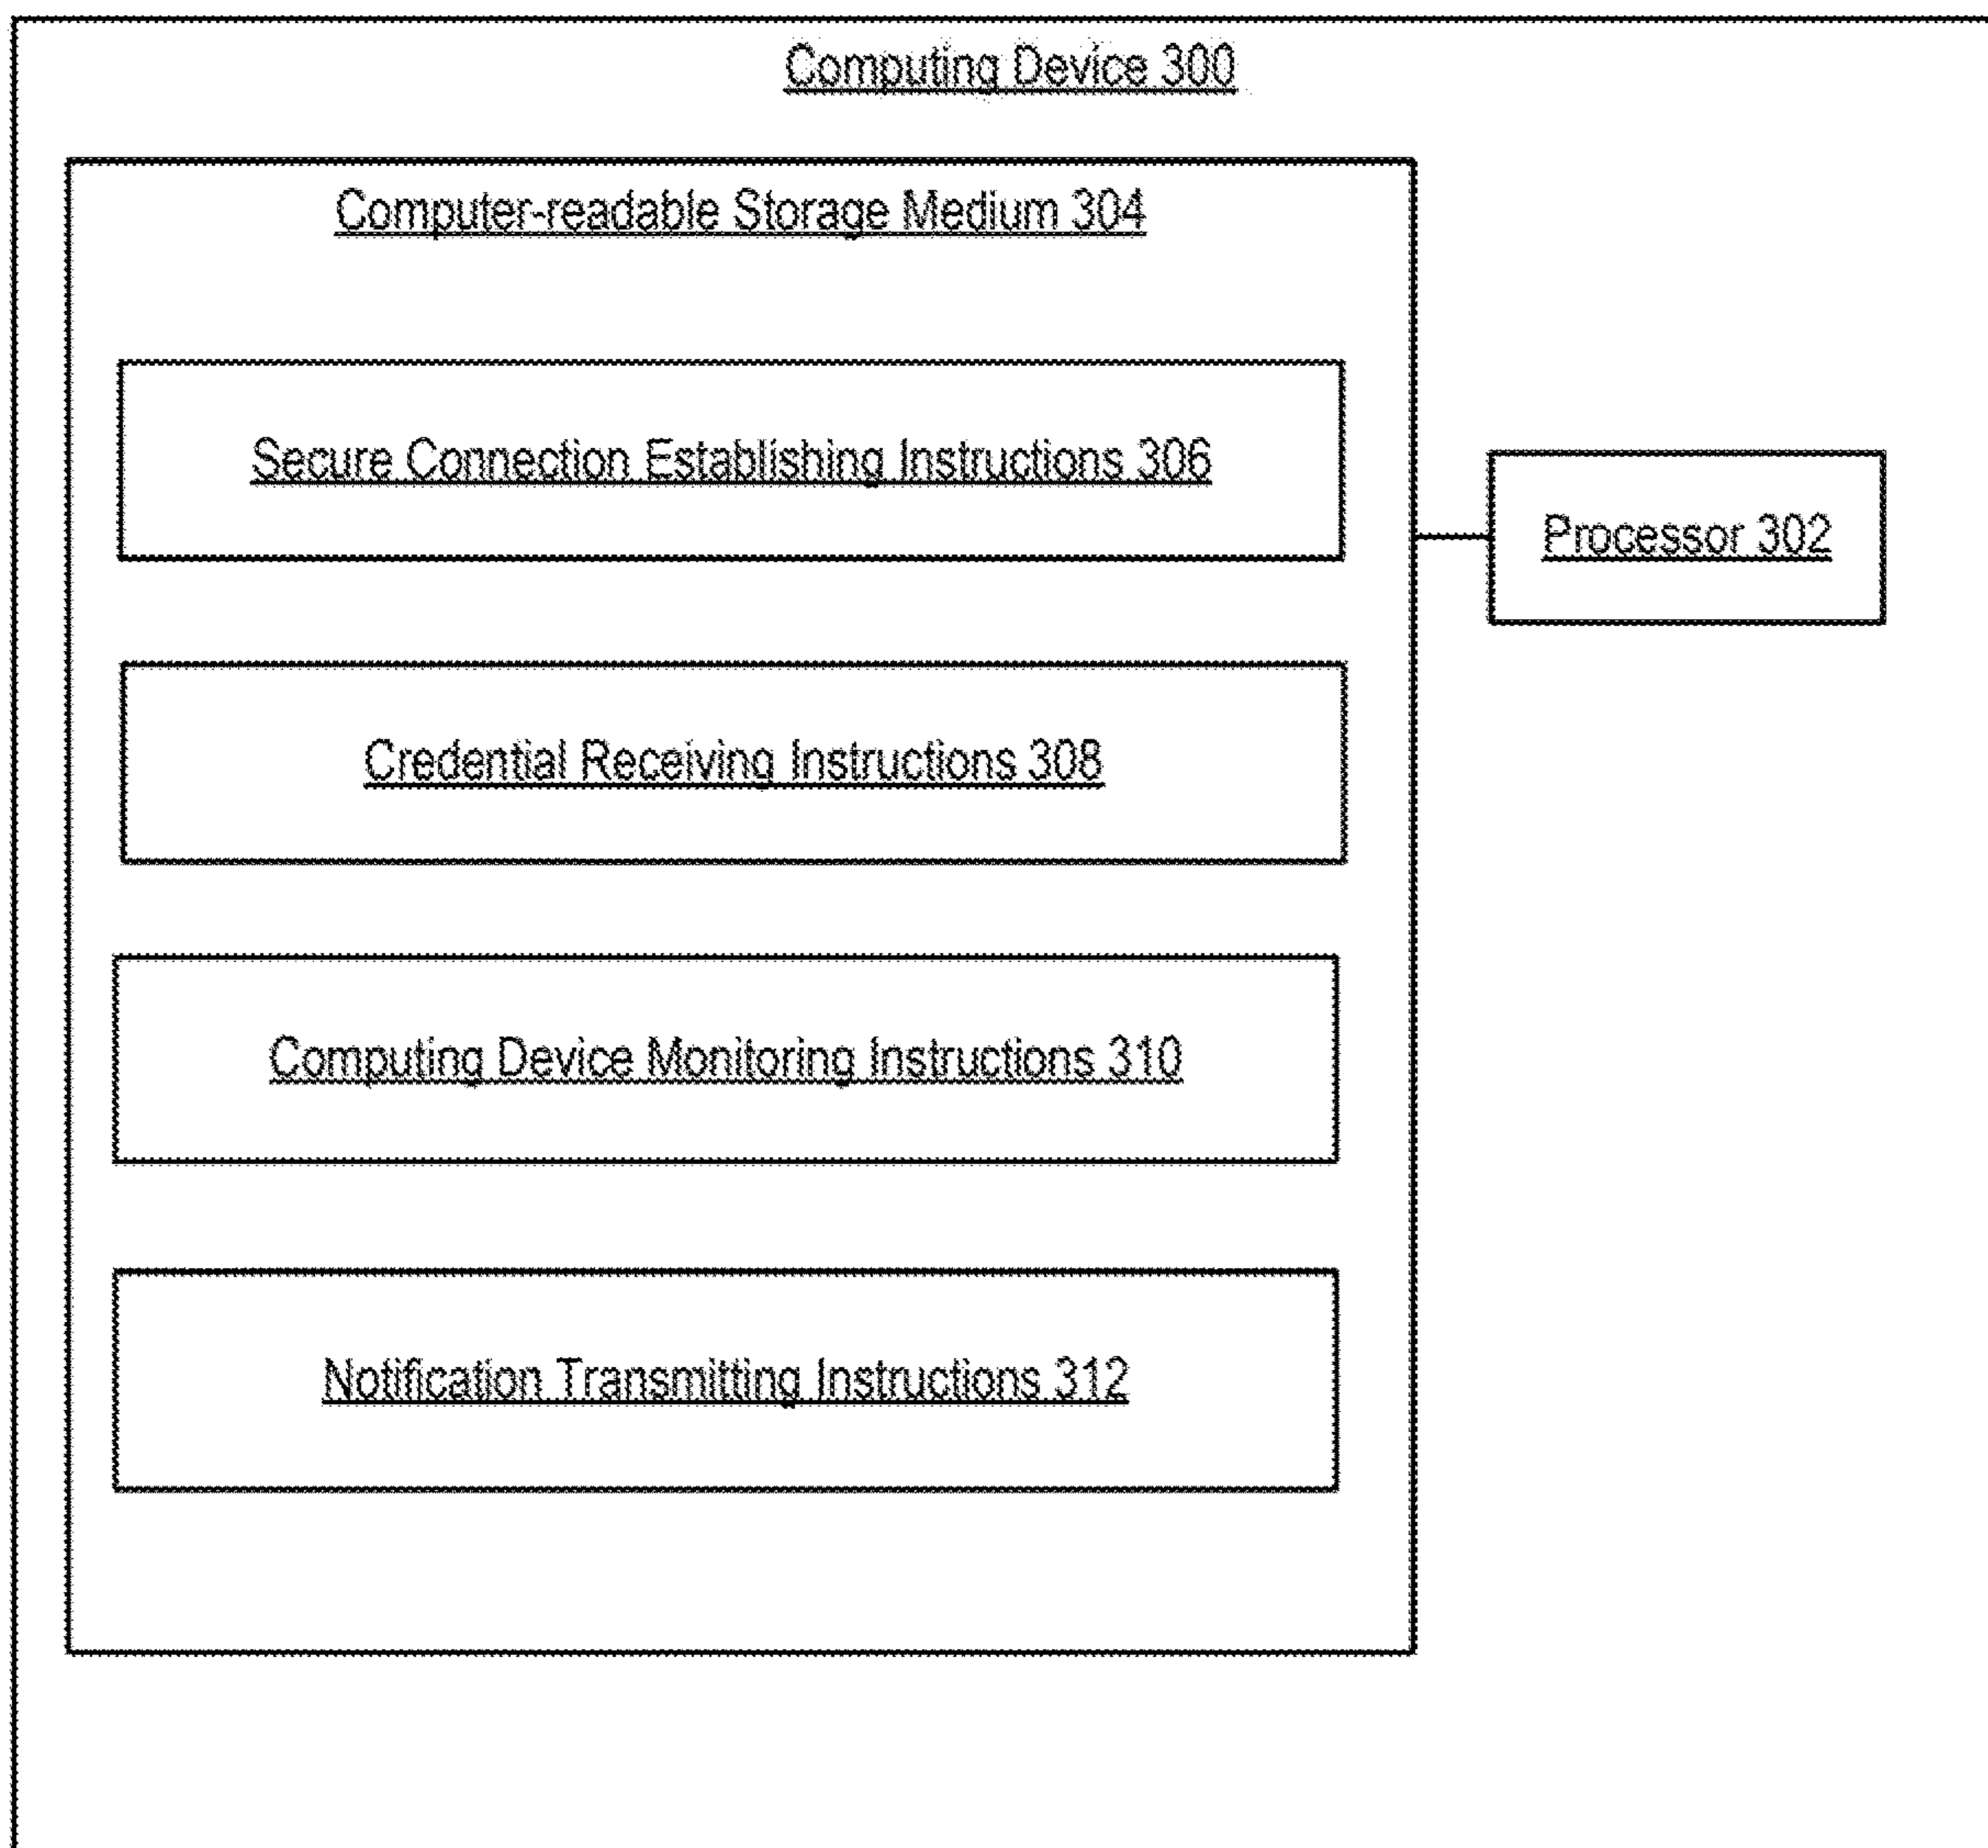 Computing Device 300
Computer-readable Storage Medium 304
Secure Connection Establishing Instructions 306
Processor 302
Credential Receiving Instructions 308
Computing Device Monitoring Instructions 310
Notification Transmitting Instructions 312